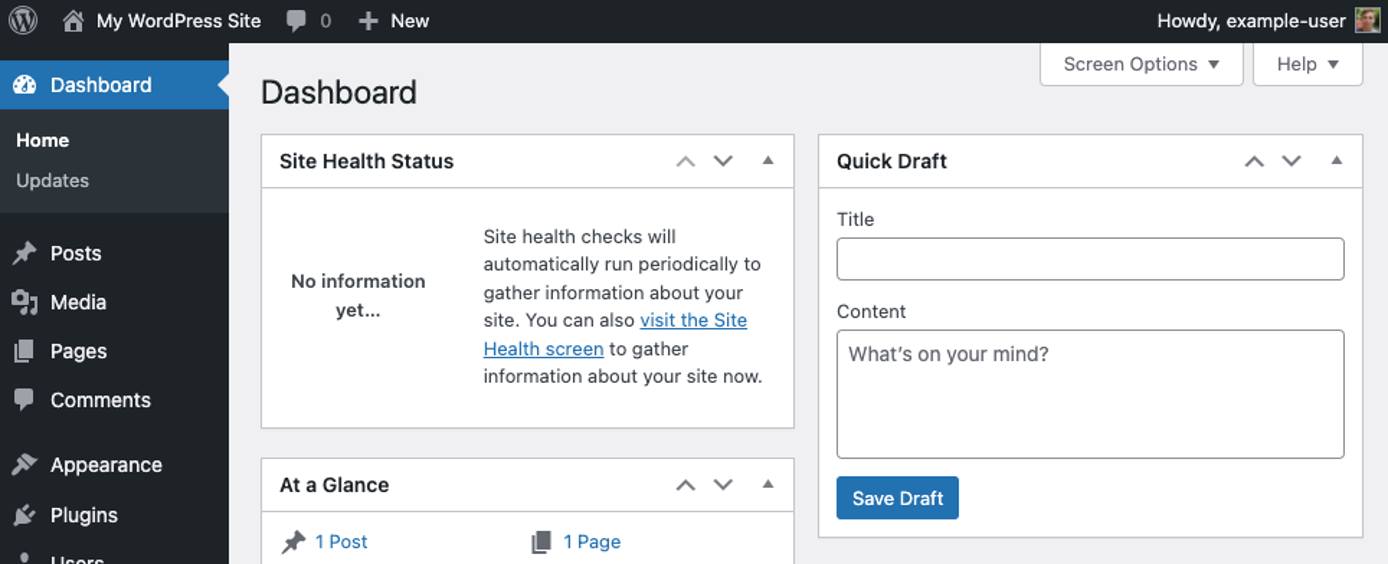 My WordPress Site 0 New Howdy, example-user
Screen Options Help
Dashboard
Home
Updates
Posts
Media
Pages
Comments
Appearance
Plugins
Users
Dashboard
Site Health Status
No information
yet...
Site health checks will
automatically run periodically to
gather information about your
site. You can also visit the Site
Health screen to gather
information about your site now.
At a Glance
1 Post 1 Page
Quick Draft
Title
Content
What's on your mind?
Save Draft